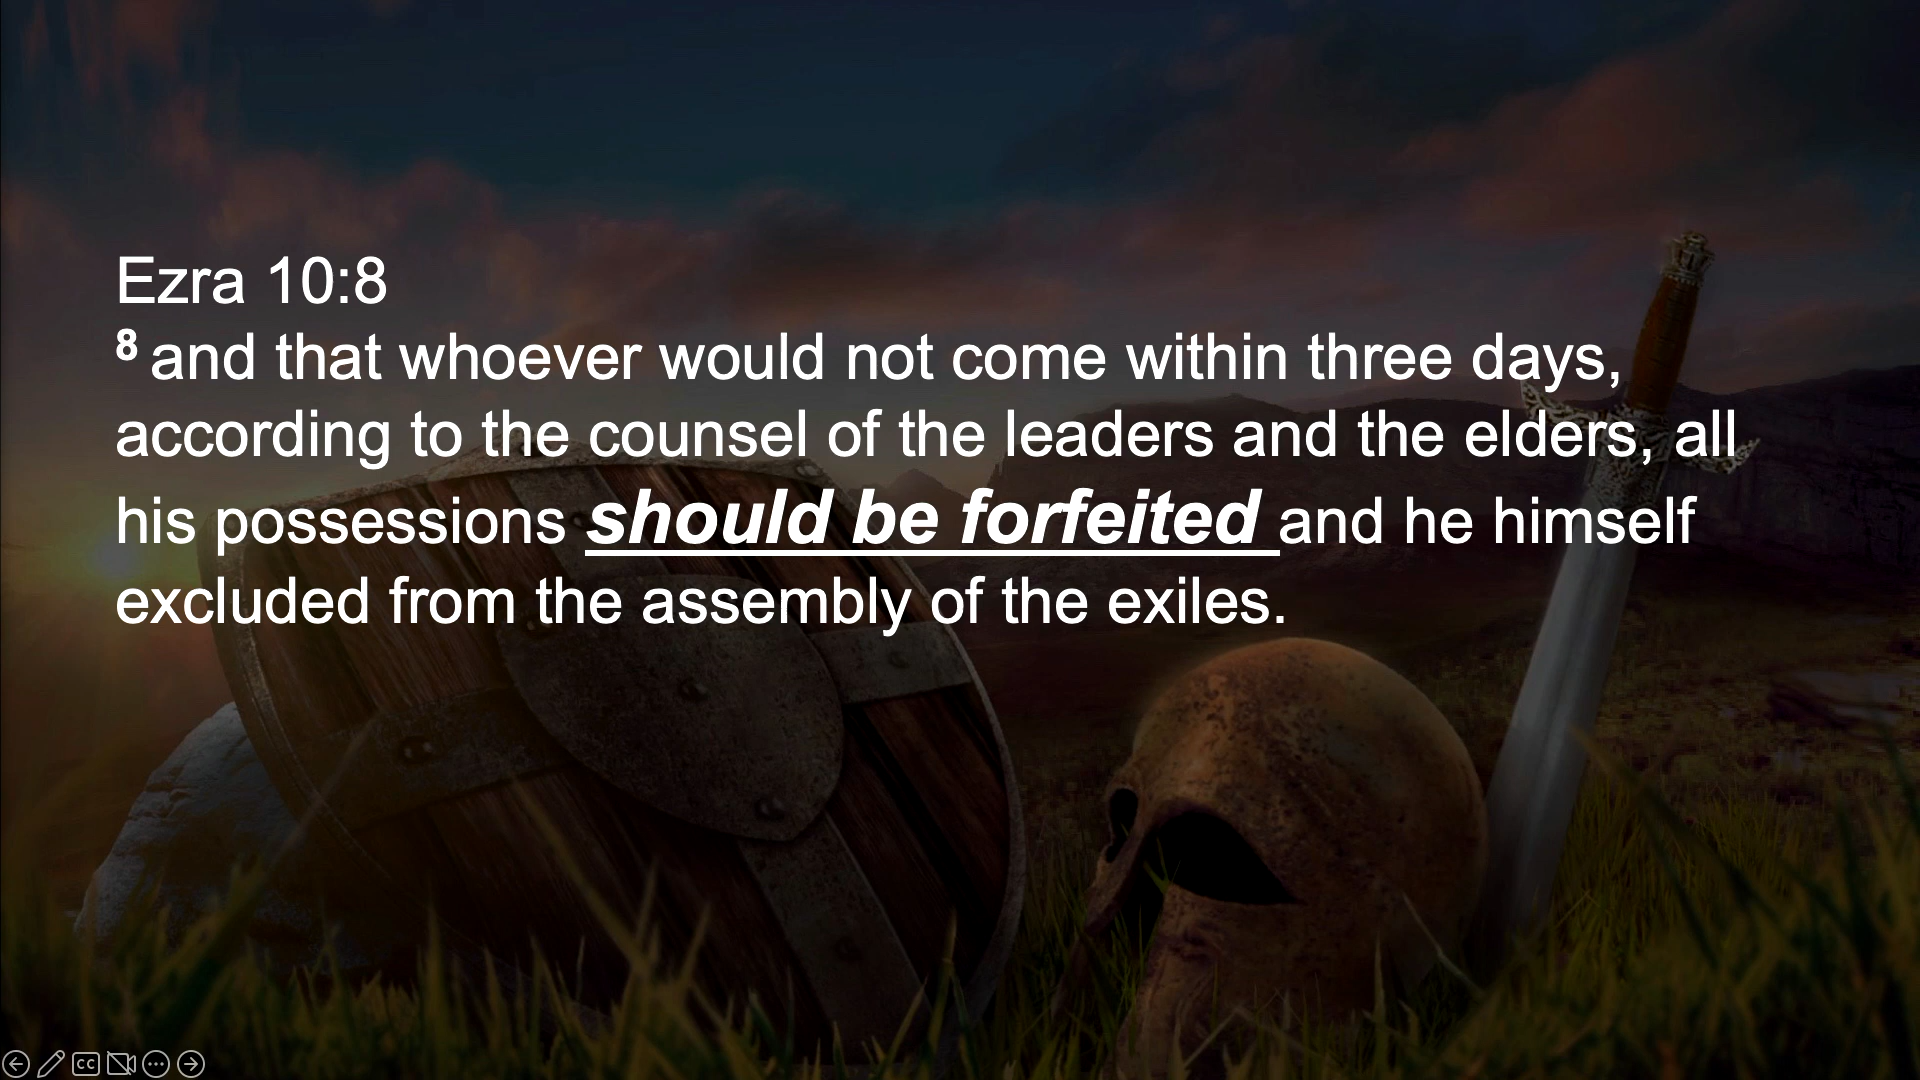 Ezra 10:8
8 and that whoever would not come within three days,
according to the counsel of the leaders and the elders, all
his possessions should be forfeited and he himself
excluded from the assembly of the exiles.
CC